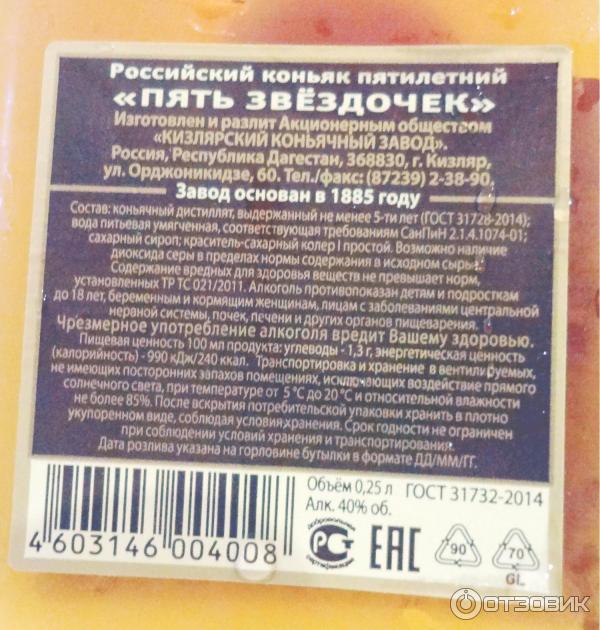 Российский коньяк пятилетний
«ПЯТЬ ЗВЁЗДОЧЕК»
Изготовлен и разлит Акционерным обществом
«КИЗЛЯРСКИЙ КОНЬЯЧНЫЙ ЗАВОД».
Россия, Республика Дагестан, 368830, г. Кизляр,
ул. Орджоникидзе, 60. Тел./факс: (87239) 2-38-90
Завод основан в 1885 году
Состав: коньячный дистиллят, выдержанный не менее 5-ти лет (ГОСТ 31728-2014);
вода питьевая умягченная, соответствующая требованиям СанПиН 2.1.4.1074-01;
сахарный сироп; краситель-сахарный колер I простой. Возможно наличие
диоксида серы в пределах нормы содержания в исходном сырье.
Содержание вредных для здоровья веществ не превышает норм,
установленных ТР ТС 021/2011. Алкоголь противопоказан детям и подросткам
до 18 лет, беременным и кормящим женщинам, лицам с заболеваниями центральной
нервной системы, почек, печени и других органов пищеварения.
Чрезмерное употребление алкоголя вредит Вашему здоровью.
Пищевая ценность 100 мл продукта: углеводы - 1,3 г, энергетическая ценность
(калорийность) - 990 кДж/240 ккал. Транспортировка и хранение в вентилируемых,
не имеющих посторонних запахов помещениях, исключающих воздействие прямого
солнечного света, при температуре от 5 °С до 20 °С и относительной влажности
не более 85%. После вскрытия потребительской упаковки хранить в плотно
укупоренном виде, соблюдая условия хранения. Срок годности не ограничен
при соблюдении условий хранения и транспортирования.
Дата розлива указана на горловине бутылки в формате ДД/ММ/ГГ.
Объём 0,25 л ГОСТ 31732-2014
Алк. 40% об.
4 603146 004008
добровольная
РСТ
сертификация
ЕАС
90
70
GL
ОТЗОВИК